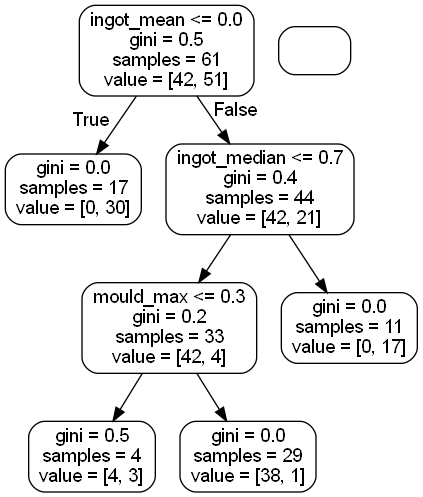 ingot_mean <= 0.0
gini = 0.5
samples = 61
value = [42, 51]
True
False
gini = 0.0
samples = 17
value = [0, 30]
ingot_median <= 0.7
gini = 0.4
samples = 44
value = [42, 21]
mould_max <= 0.3
gini = 0.2
samples = 33
value = [42, 4]
gini = 0.0
samples = 11
value = [0, 17]
gini = 0.5
samples = 4
value = [4, 3]
gini = 0.0
samples = 29
value = [38, 1]